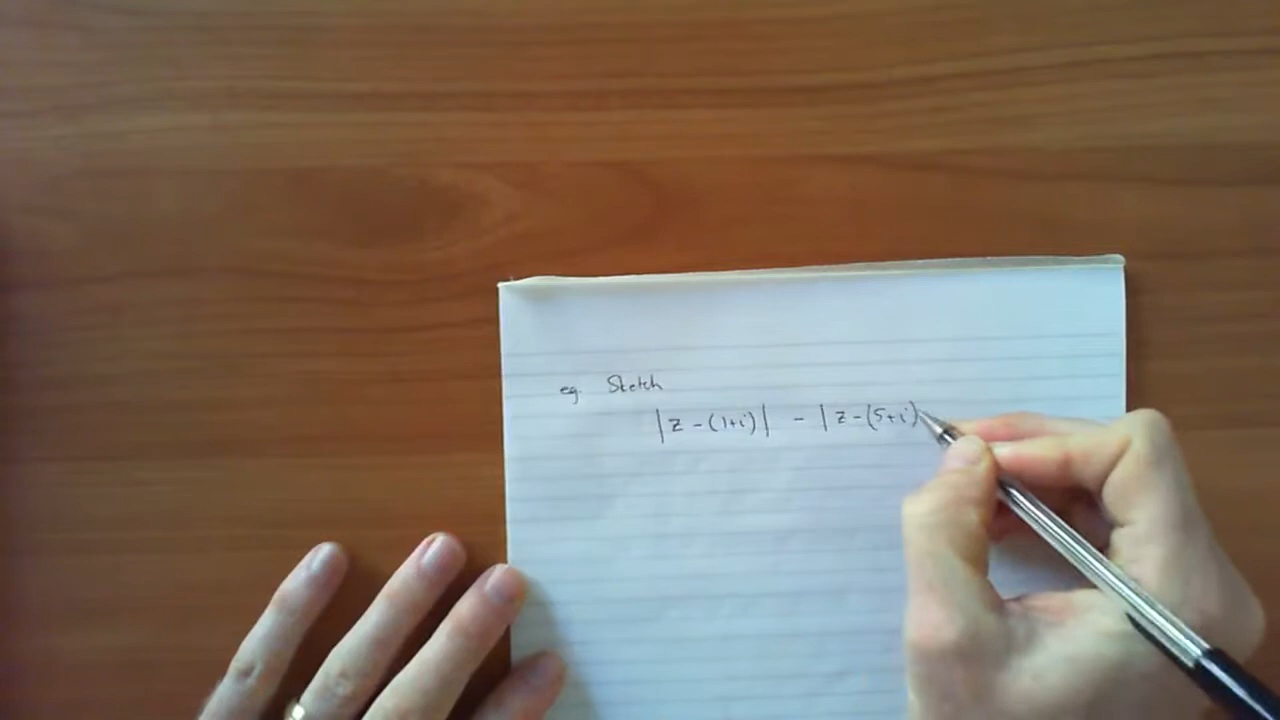 eg. Sketch
|z-(1+i)| - |z-(5+i)